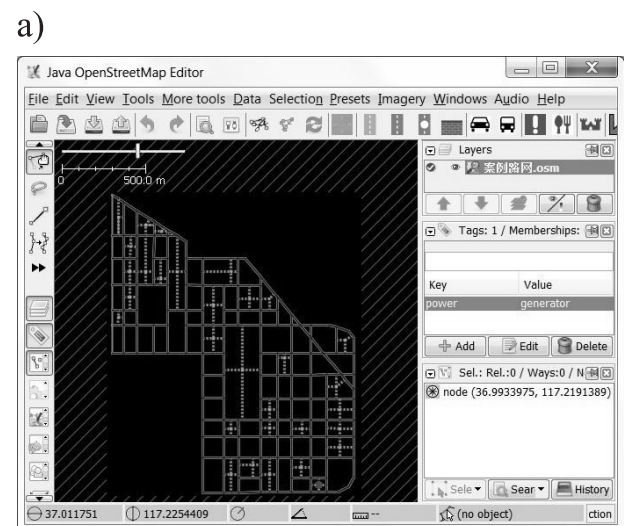 a)
Java OpenStreetMap Editor
File Edit View Tools More tools Data Selection Presets Imagery Windows Audio Help
Layers
案例路网.osm
0 500.0 m
Tags: 1 / Memberships:
Key Value
power generator
Add Edit Delete
Sel.: Rel.:0 / Ways:0 / N
node (36.9933975, 117.2191389)
Sele Sear History
37.011751 117.2254409 -- (no object) ction